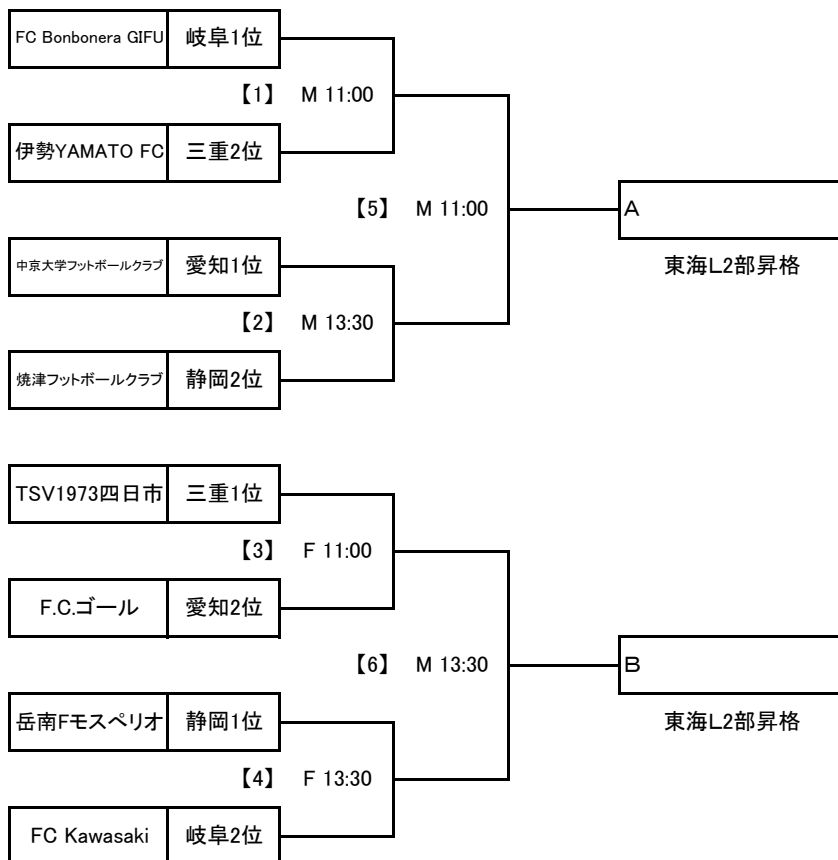 FC Bonbonera GIFU 岐阜1位
【1】 M 11:00
伊勢YAMATO FC 三重2位
【5】 M 11:00
A
東海L2部昇格
中京大学フットボールクラブ 愛知1位
【2】 M 13:30
焼津フットボールクラブ 静岡2位
TSV1973四日市 三重1位
【3】 F 11:00
F.C.ゴール 愛知2位
【6】 M 13:30
B
東海L2部昇格
岳南Fモスペリオ 静岡1位
【4】 F 13:30
FC Kawasaki 岐阜2位